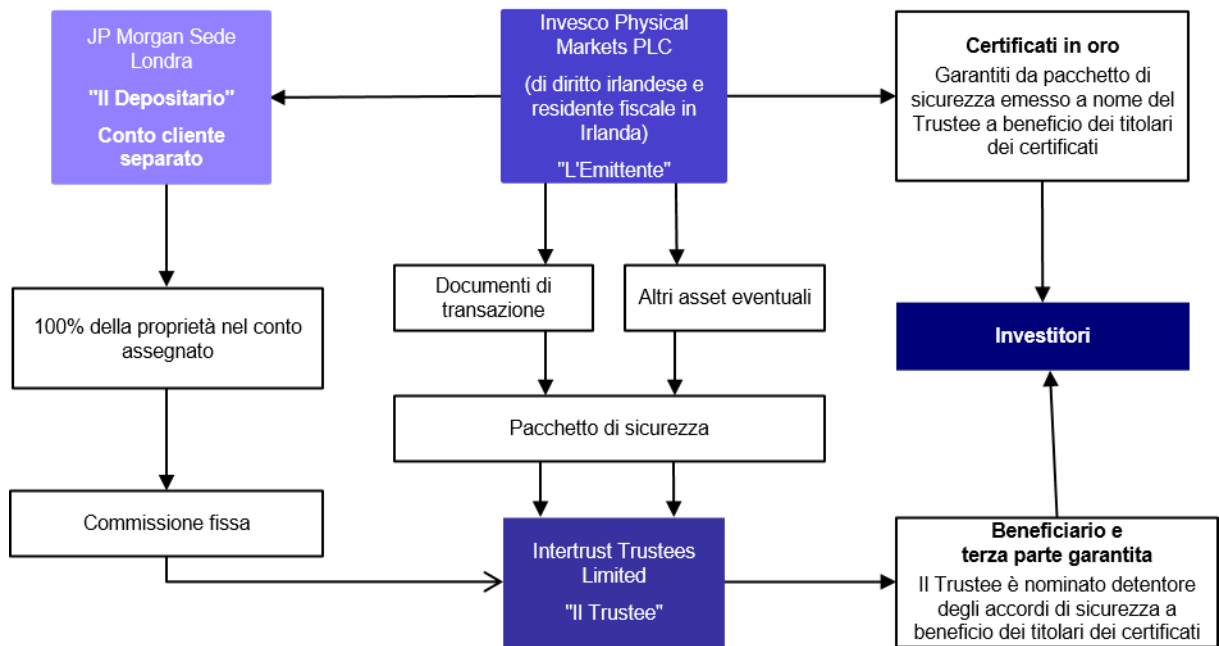 JP Morgan Sede
Londra
"Il Depositario"
Conto cliente
separato
Invesco Physical
Markets PLC
(di diritto irlandese e
residente fiscale in
Irlanda)
"L'Emittente"
Certificati in oro
Garantiti da pacchetto di
sicurezza emesso a nome del
Trustee a beneficio dei titolari
dei certificati
100% della proprietà nel conto
assegnato
Documenti di
transazione
Altri asset eventuali
Investitori
Pacchetto di sicurezza
Commissione fissa
Intertrust Trustees
Limited
"Il Trustee"
Beneficiario e
terza parte garantita
Il Trustee è nominato detentore
degli accordi di sicurezza a
beneficio dei titolari dei certificati